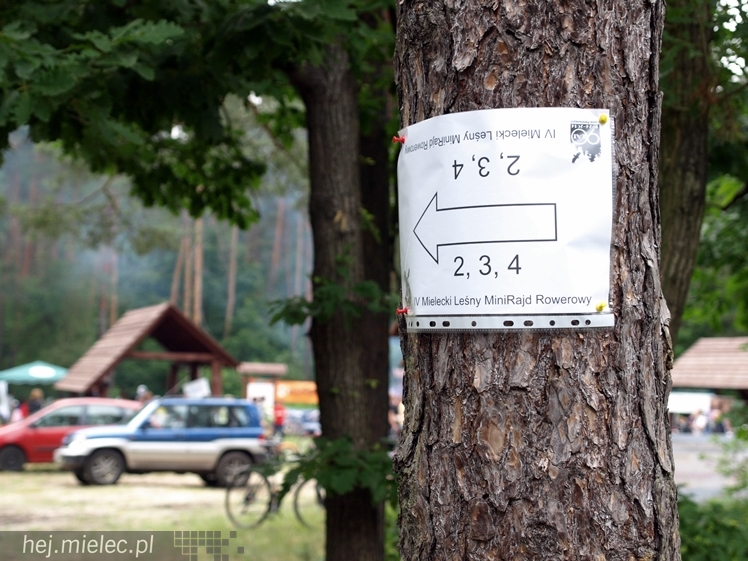 IV Mielecki Leśny MiniRajd Rowerowy
2, 3, 4
2, 3, 4
IV Mielecki Leśny MiniRajd Rowerowy
hej.mielec.pl